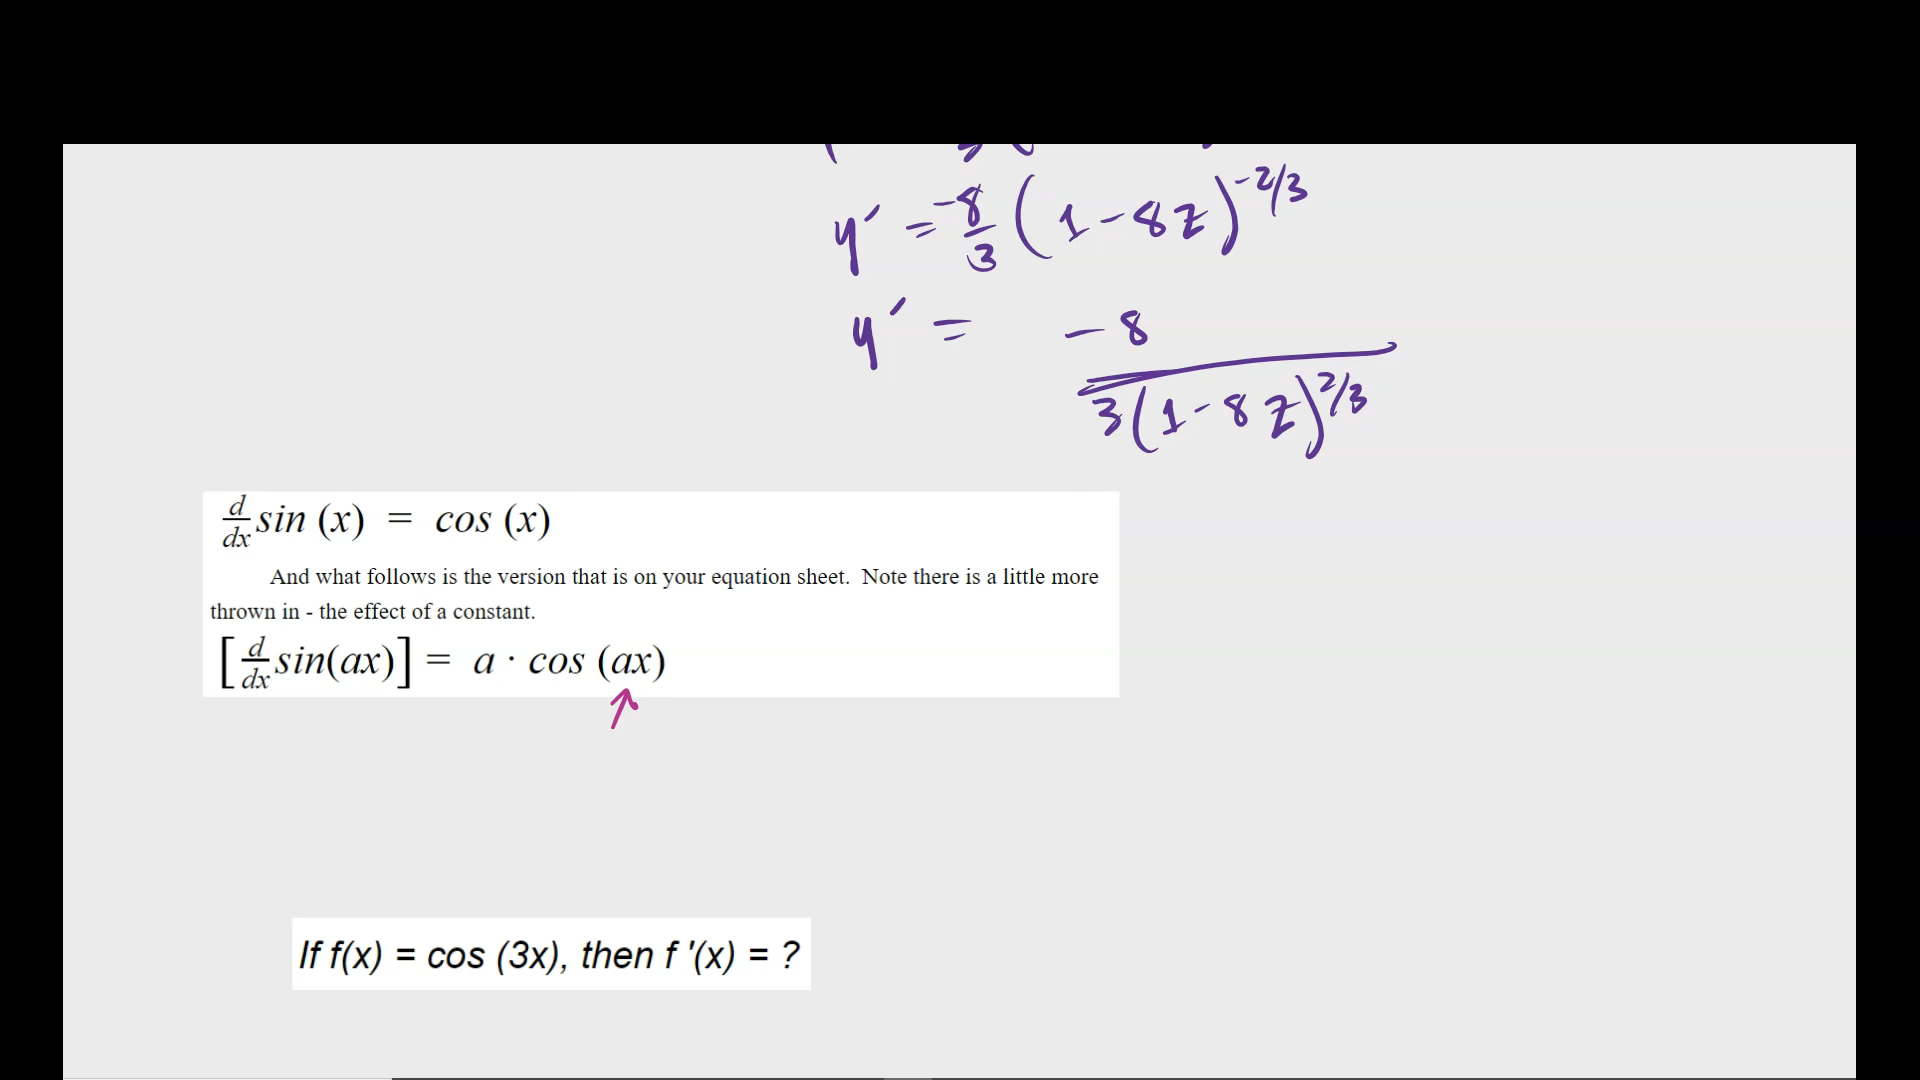 y' = -8/3 (1 - 8z)^-2/3
y' = -8 / 3(1 - 8z)^2/3
d/dx sin (x) = cos (x)
And what follows is the version that is on your equation sheet. Note there is a little more
thrown in - the effect of a constant.
[d/dx sin(ax)] = a · cos (ax)
If f(x) = cos (3x), then f '(x) = ?